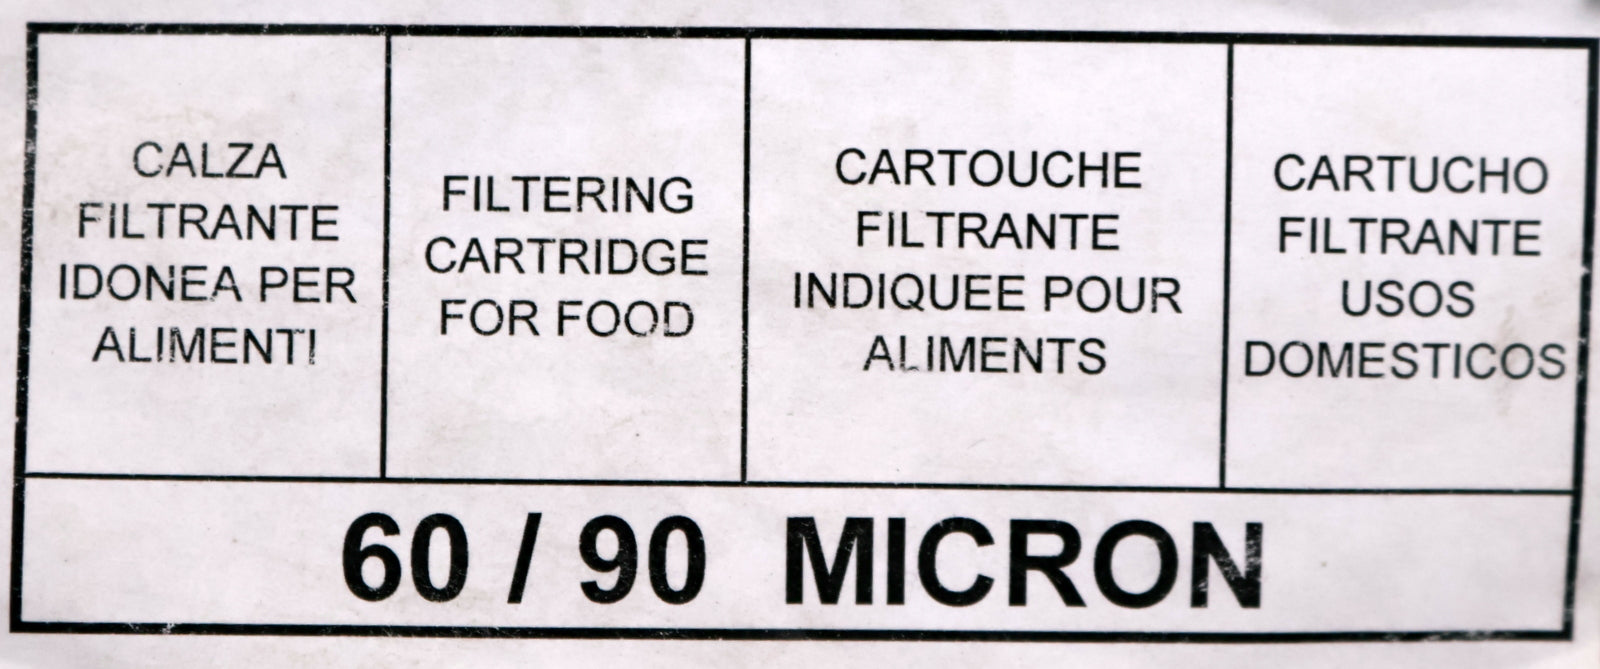 CALZA
FILTRANTE
IDONEA PER
ALIMENTI
FILTERING
CARTRIDGE
FOR FOOD
CARTOUCHE
FILTRANTE
INDIQUEE POUR
ALIMENTS
CARTUCHO
FILTRANTE
USOS
DOMESTICOS
60 / 90 MICRON